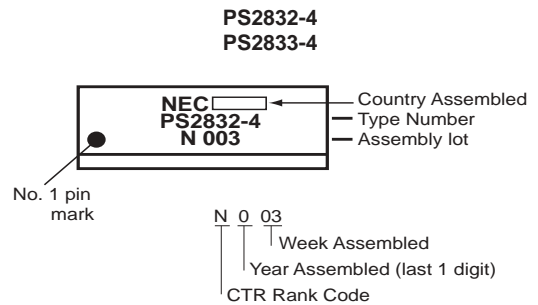 PS2832-4
PS2833-4
NEC
Country Assembled
PS2832-4
Type Number
N 003
Assembly lot
No. 1 pin
mark
N 0 03
Week Assembled
Year Assembled (last 1 digit)
CTR Rank Code